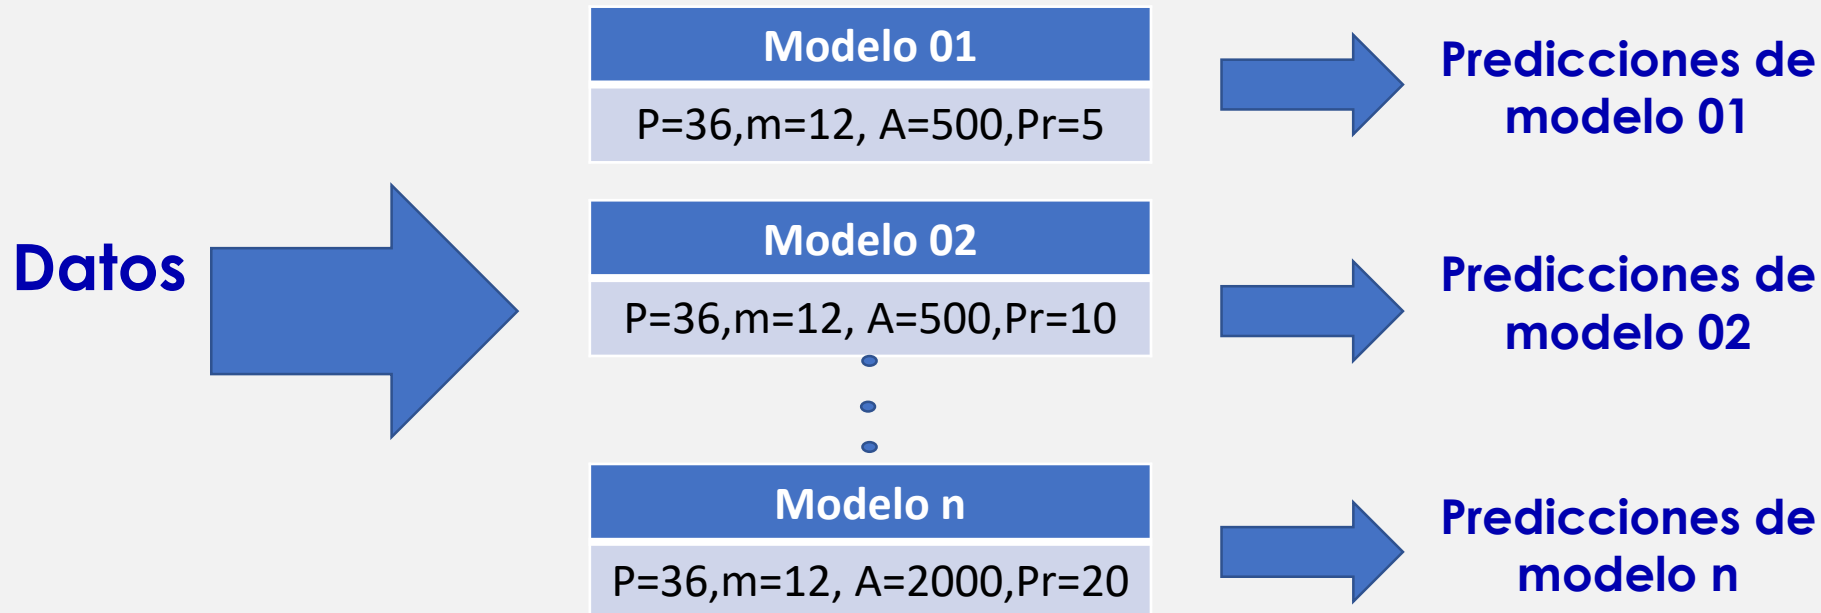 Datos
Modelo 01
P=36,m=12, A=500,Pr=5
Predicciones de
modelo 01
Modelo 02
P=36,m=12, A=500,Pr=10
Predicciones de
modelo 02
Modelo n
P=36,m=12, A=2000,Pr=20
Predicciones de
modelo n